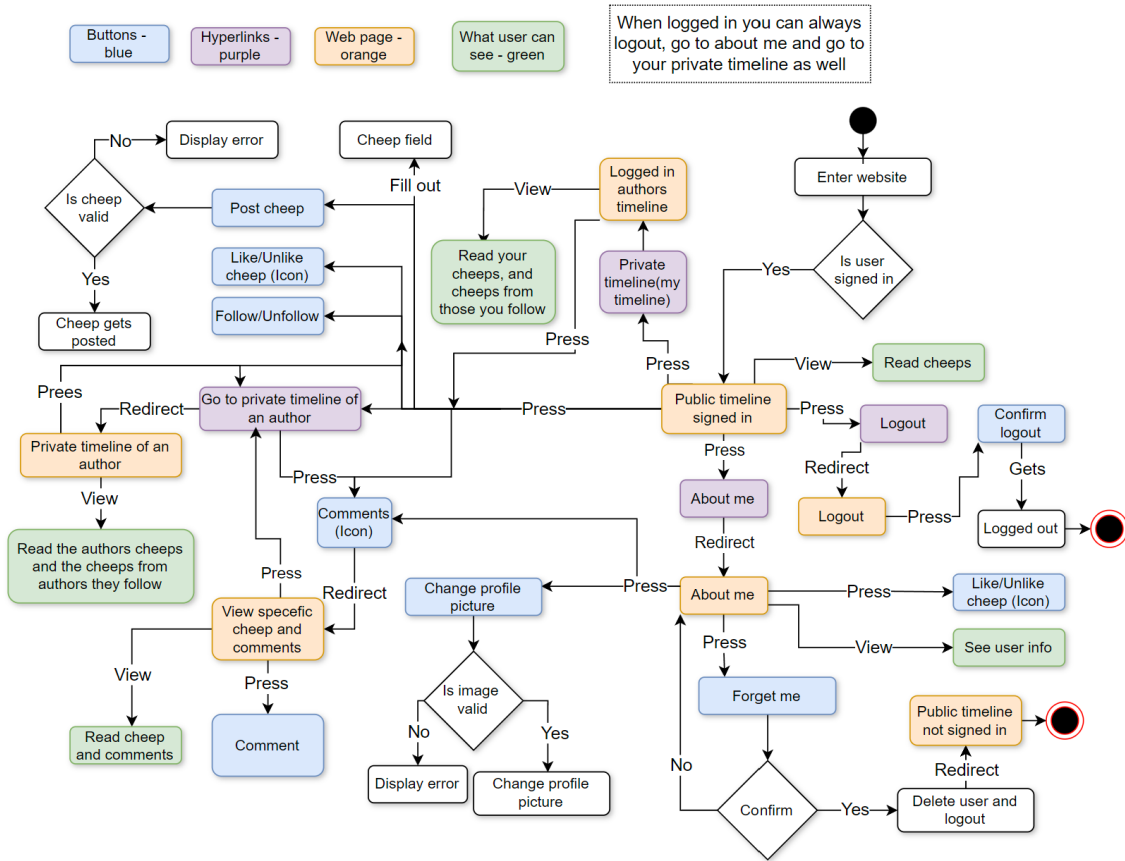 Buttons -
blue
Hyperlinks -
purple
Web page -
orange
What user can
see - green
When logged in you can always
logout, go to about me and go to
your private timeline as well
No
Display error
Cheep field
Is cheep
valid
Post cheep
Fill out
View
Logged in
authors
timeline
Enter website
Like/Unlike
cheep (Icon)
Read your
cheeps, and
cheeps from
those you follow
Private
timeline(my
timeline)
Yes
Is user
signed in
Yes
Follow/Unfollow
Cheep gets
posted
Press
Press
View
Read cheeps
Prees
Redirect
Go to private timeline of
an author
Press
Public timeline
signed in
Press
Logout
Confirm
logout
Private timeline of an
author
Press
Press
Redirect
Gets
View
Comments
(Icon)
About me
Logout
Press
Logged out
Read the authors cheeps
and the cheeps from
authors they follow
Redirect
Press
Redirect
Change profile
picture
Press
About me
Press
Like/Unlike
cheep (Icon)
View specefic
cheep and
comments
Press
View
See user info
View
Press
Is image
valid
Forget me
Public timeline
not signed in
Read cheep
and comments
Comment
No
Yes
No
Redirect
Display error
Change profile
picture
Confirm
Yes
Delete user and
logout